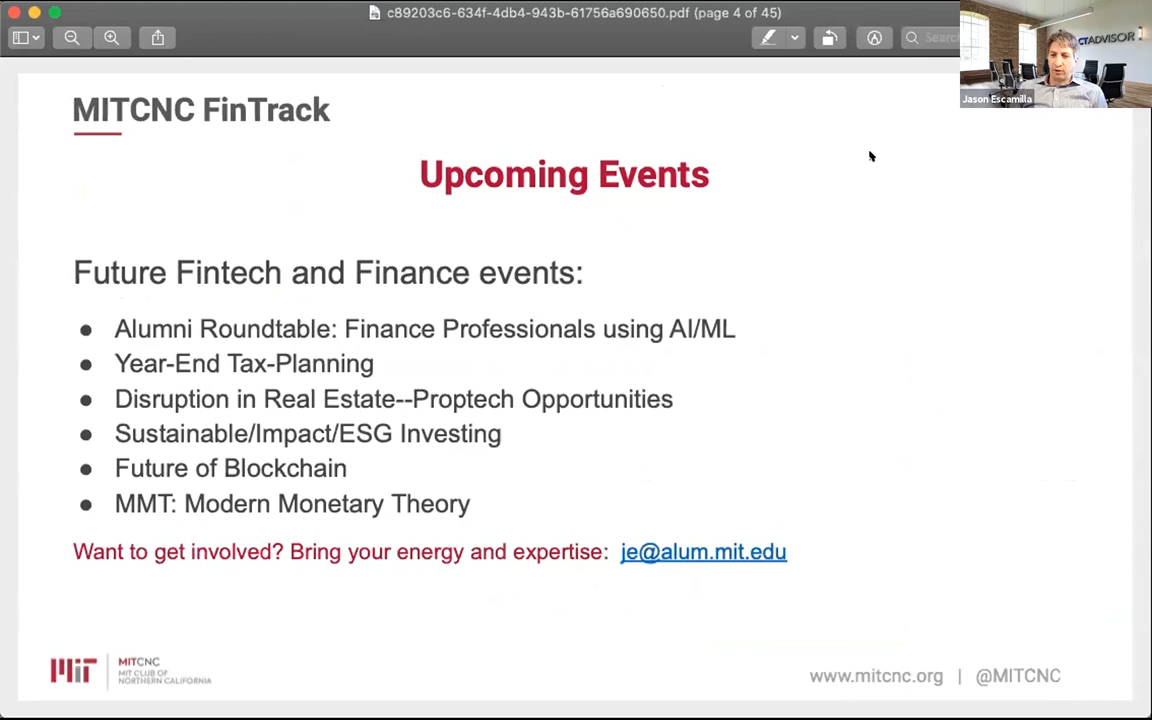 c89203c6-634f-4db4-943b-61756a690650.pdf (page 4 of 45)
Search
CTADVISOR
Jason Escamilla
MITCNC FinTrack
Upcoming Events
Future Fintech and Finance events:
● Alumni Roundtable: Finance Professionals using AI/ML
● Year-End Tax-Planning
● Disruption in Real Estate--Proptech Opportunities
● Sustainable/Impact/ESG Investing
● Future of Blockchain
● MMT: Modern Monetary Theory
Want to get involved? Bring your energy and expertise: je@alum.mit.edu
MIT
MITCNC
MIT CLUB OF
NORTHERN CALIFORNIA
www.mitcnc.org | @MITCNC